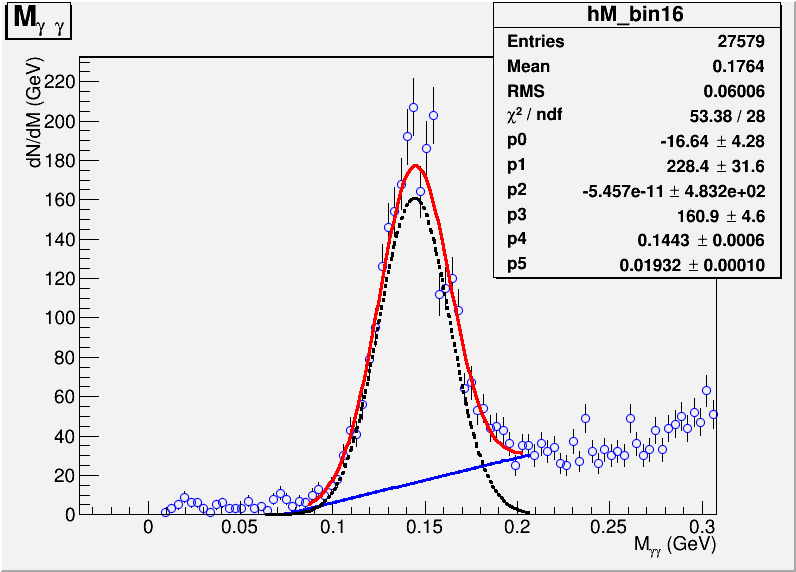 M γ γ
hM_bin16
Entries 27579
Mean 0.1764
RMS 0.06006
χ² / ndf 53.38 / 28
p0 -16.64 ± 4.28
p1 228.4 ± 31.6
p2 -5.457e-11 ± 4.832e+02
p3 160.9 ± 4.6
p4 0.1443 ± 0.0006
p5 0.01932 ± 0.00010
dN/dM (GeV)
220
200
180
160
140
120
100
80
60
40
20
0
0 0.05 0.1 0.15 0.2 0.25 0.3
Mγγ (GeV)